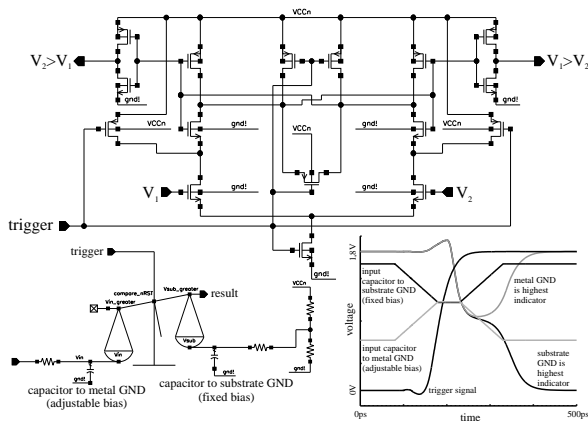 VCCn
V2>V1
V1>V2
gnd!
gnd!
VCCn
gnd!
gnd!
VCCn
VCCn
V1
gnd!
gnd!
V2
trigger
gnd!
trigger
VCCn
compare_nRST
Vsub_greater
Vin_greater
result
Vin
Vin
Vsub
gnd!
gnd!
gnd!
capacitor to metal GND
(adjustable bias)
capacitor to substrate GND
(fixed bias)
1,8V
voltage
0V
input
capacitor to
substrate GND
(fixed bias)
metal GND
is highest
indicator
input capacitor
to metal GND
(adjustable bias)
substrate
GND is
highest
indicator
trigger signal
0ps
time
500ps